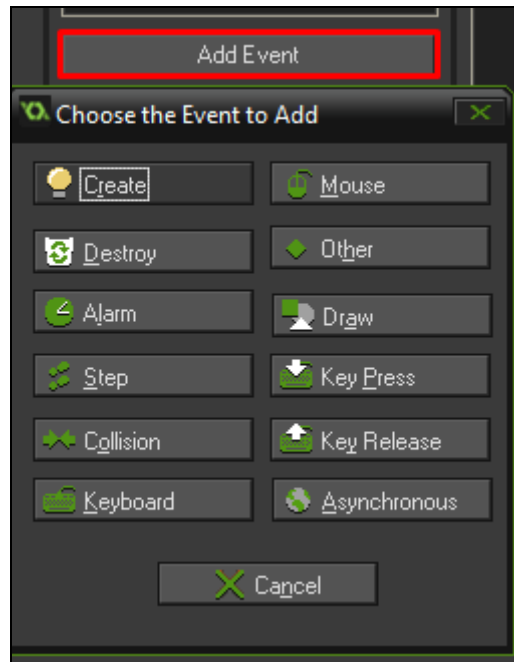 Add Event
Choose the Event to Add
Create
Mouse
Destroy
Other
Alarm
Draw
Step
Key Press
Collision
Key Release
Keyboard
Asynchronous
Cancel